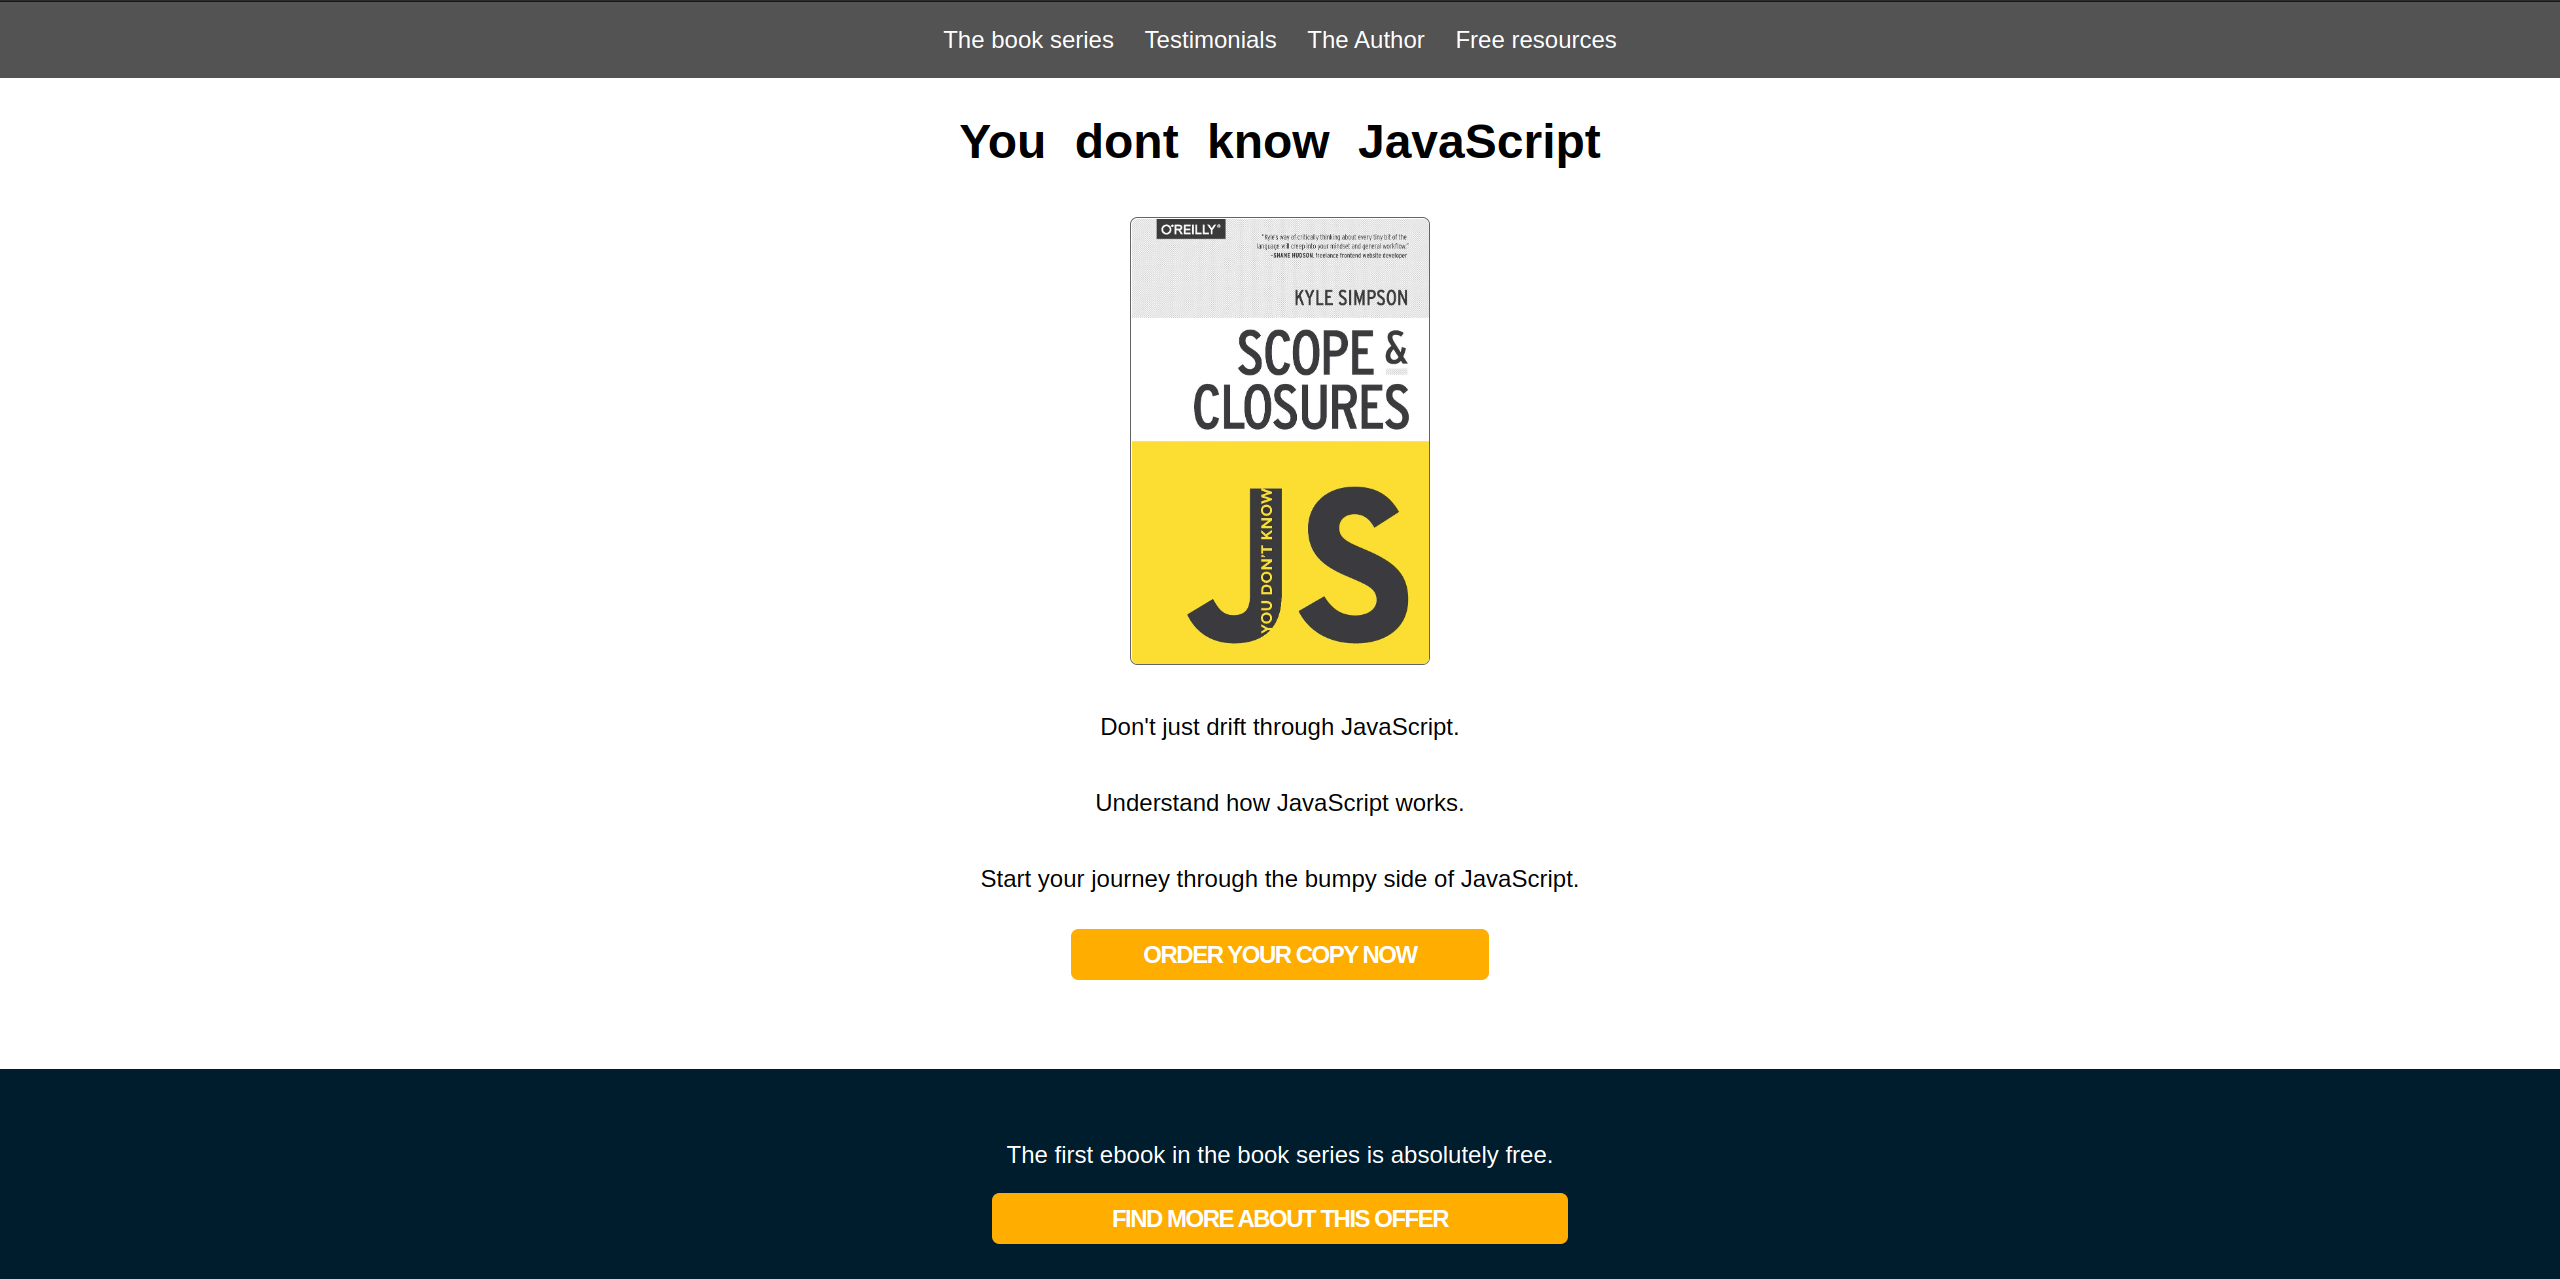 The book series Testimonials The Author Free resources
You dont know JavaScript
O'REILLY®
"Kyle's way of critically thinking about every tiny bit of the
language will creep into your mindset and general workflow."
—SHANE HUDSON, freelance frontend website developer
KYLE SIMPSON
SCOPE &
CLOSURES
YOU DON'T KNOW
JS
Don't just drift through JavaScript.
Understand how JavaScript works.
Start your journey through the bumpy side of JavaScript.
ORDER YOUR COPY NOW
The first ebook in the book series is absolutely free.
FIND MORE ABOUT THIS OFFER